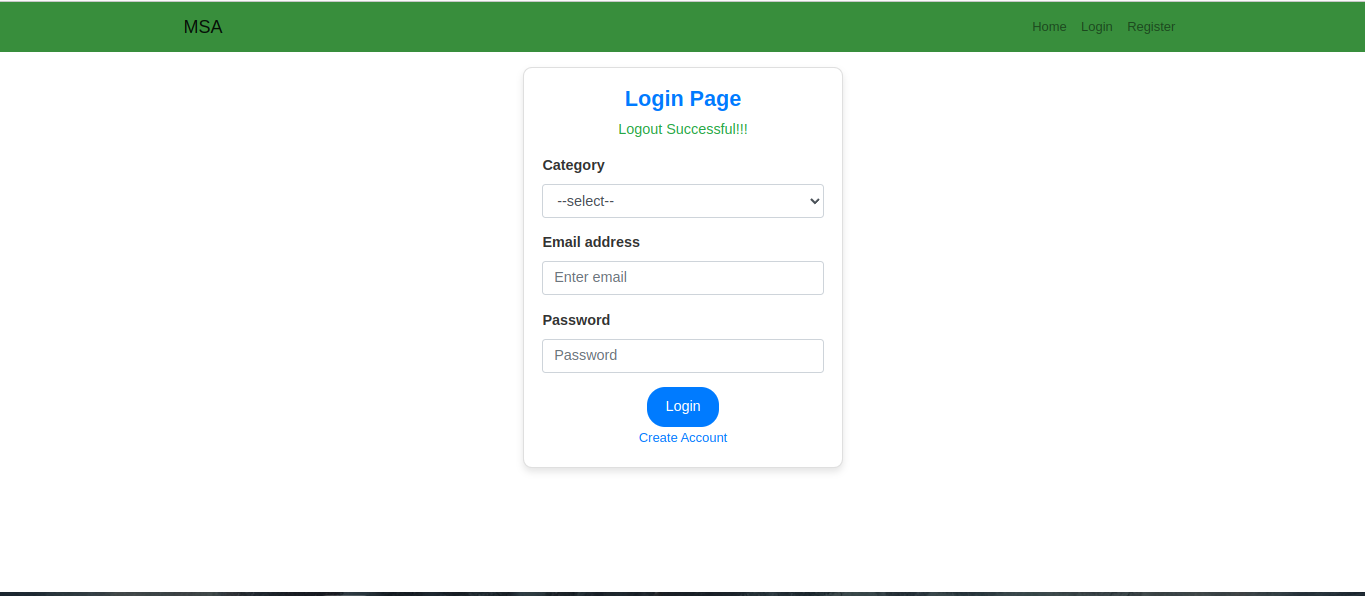 MSA Home Login Register
Login Page
Logout Successful!!!
Category
--select--
Email address
Enter email
Password
Password
Login
Create Account